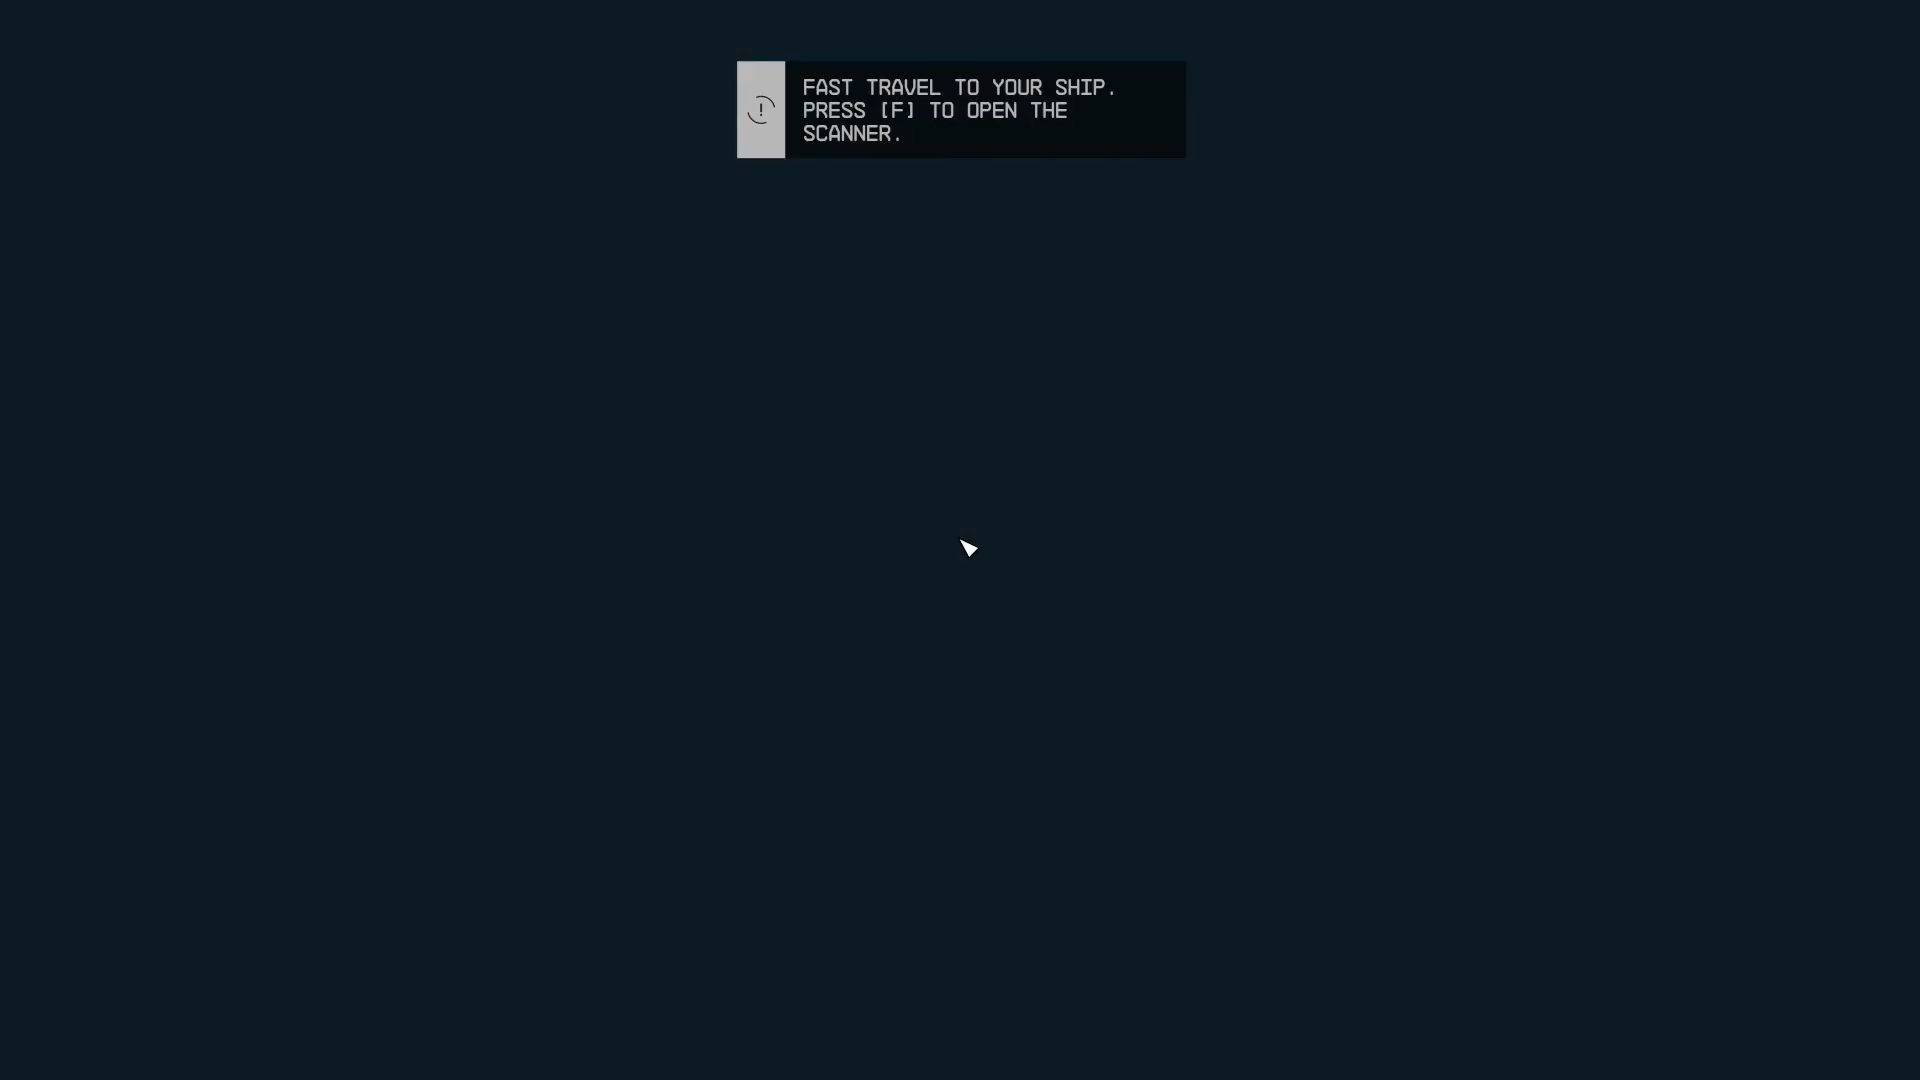 FAST TRAVEL TO YOUR SHIP.
PRESS [F] TO OPEN THE
SCANNER.